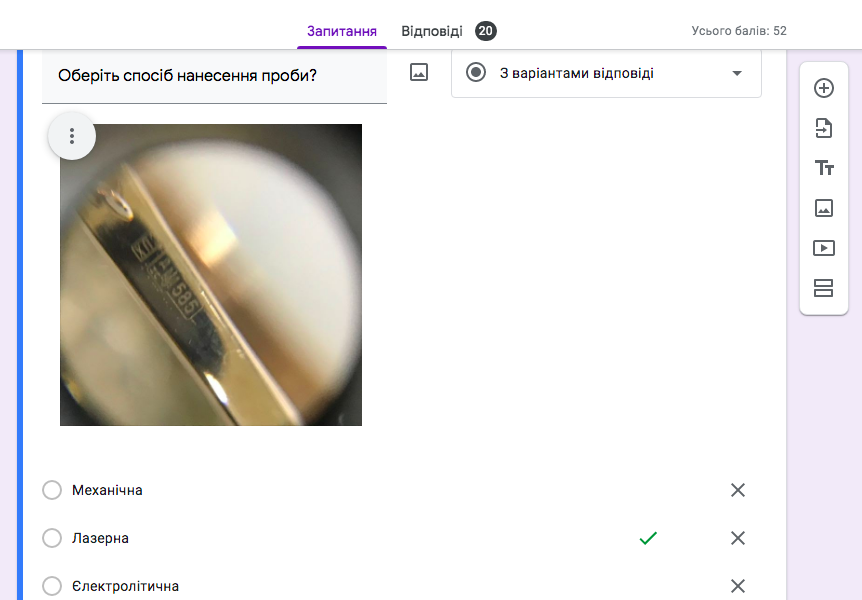 Запитання
Відповіді 20
Усього балів: 52
Оберіть спосіб нанесення проби?
З варіантами відповіді
585
Механічна
Лазерна
Єлектролітична